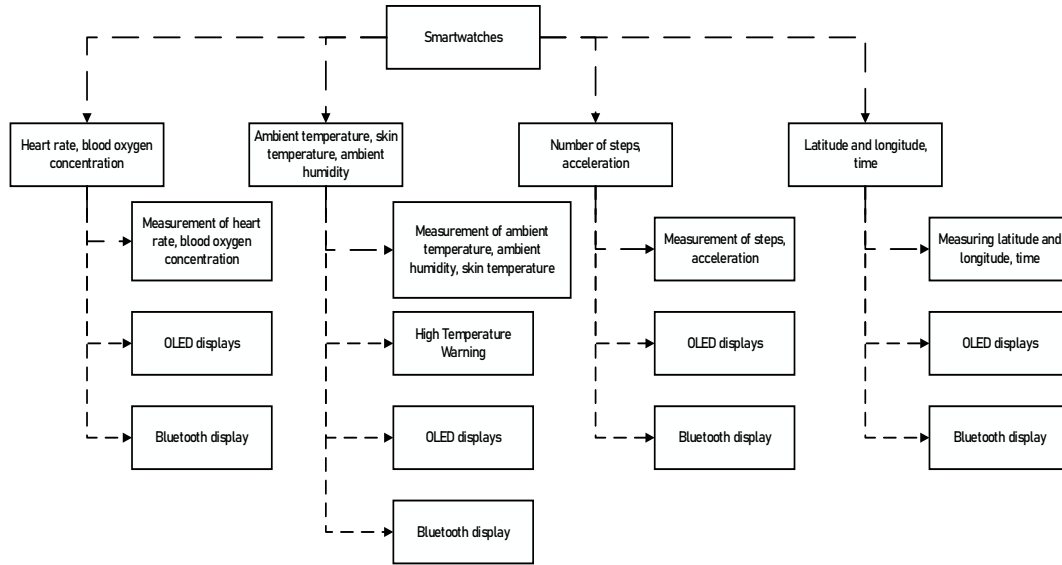 Smartwatches
Heart rate, blood oxygen
concentration
Ambient temperature, skin
temperature, ambient
humidity
Number of steps,
acceleration
Latitude and longitude,
time
Measurement of heart
rate, blood oxygen
concentration
OLED displays
Bluetooth display
Measurement of ambient
temperature, ambient
humidity, skin temperature
High Temperature
Warning
OLED displays
Bluetooth display
Measurement of steps,
acceleration
OLED displays
Bluetooth display
Measuring latitude and
longitude, time
OLED displays
Bluetooth display